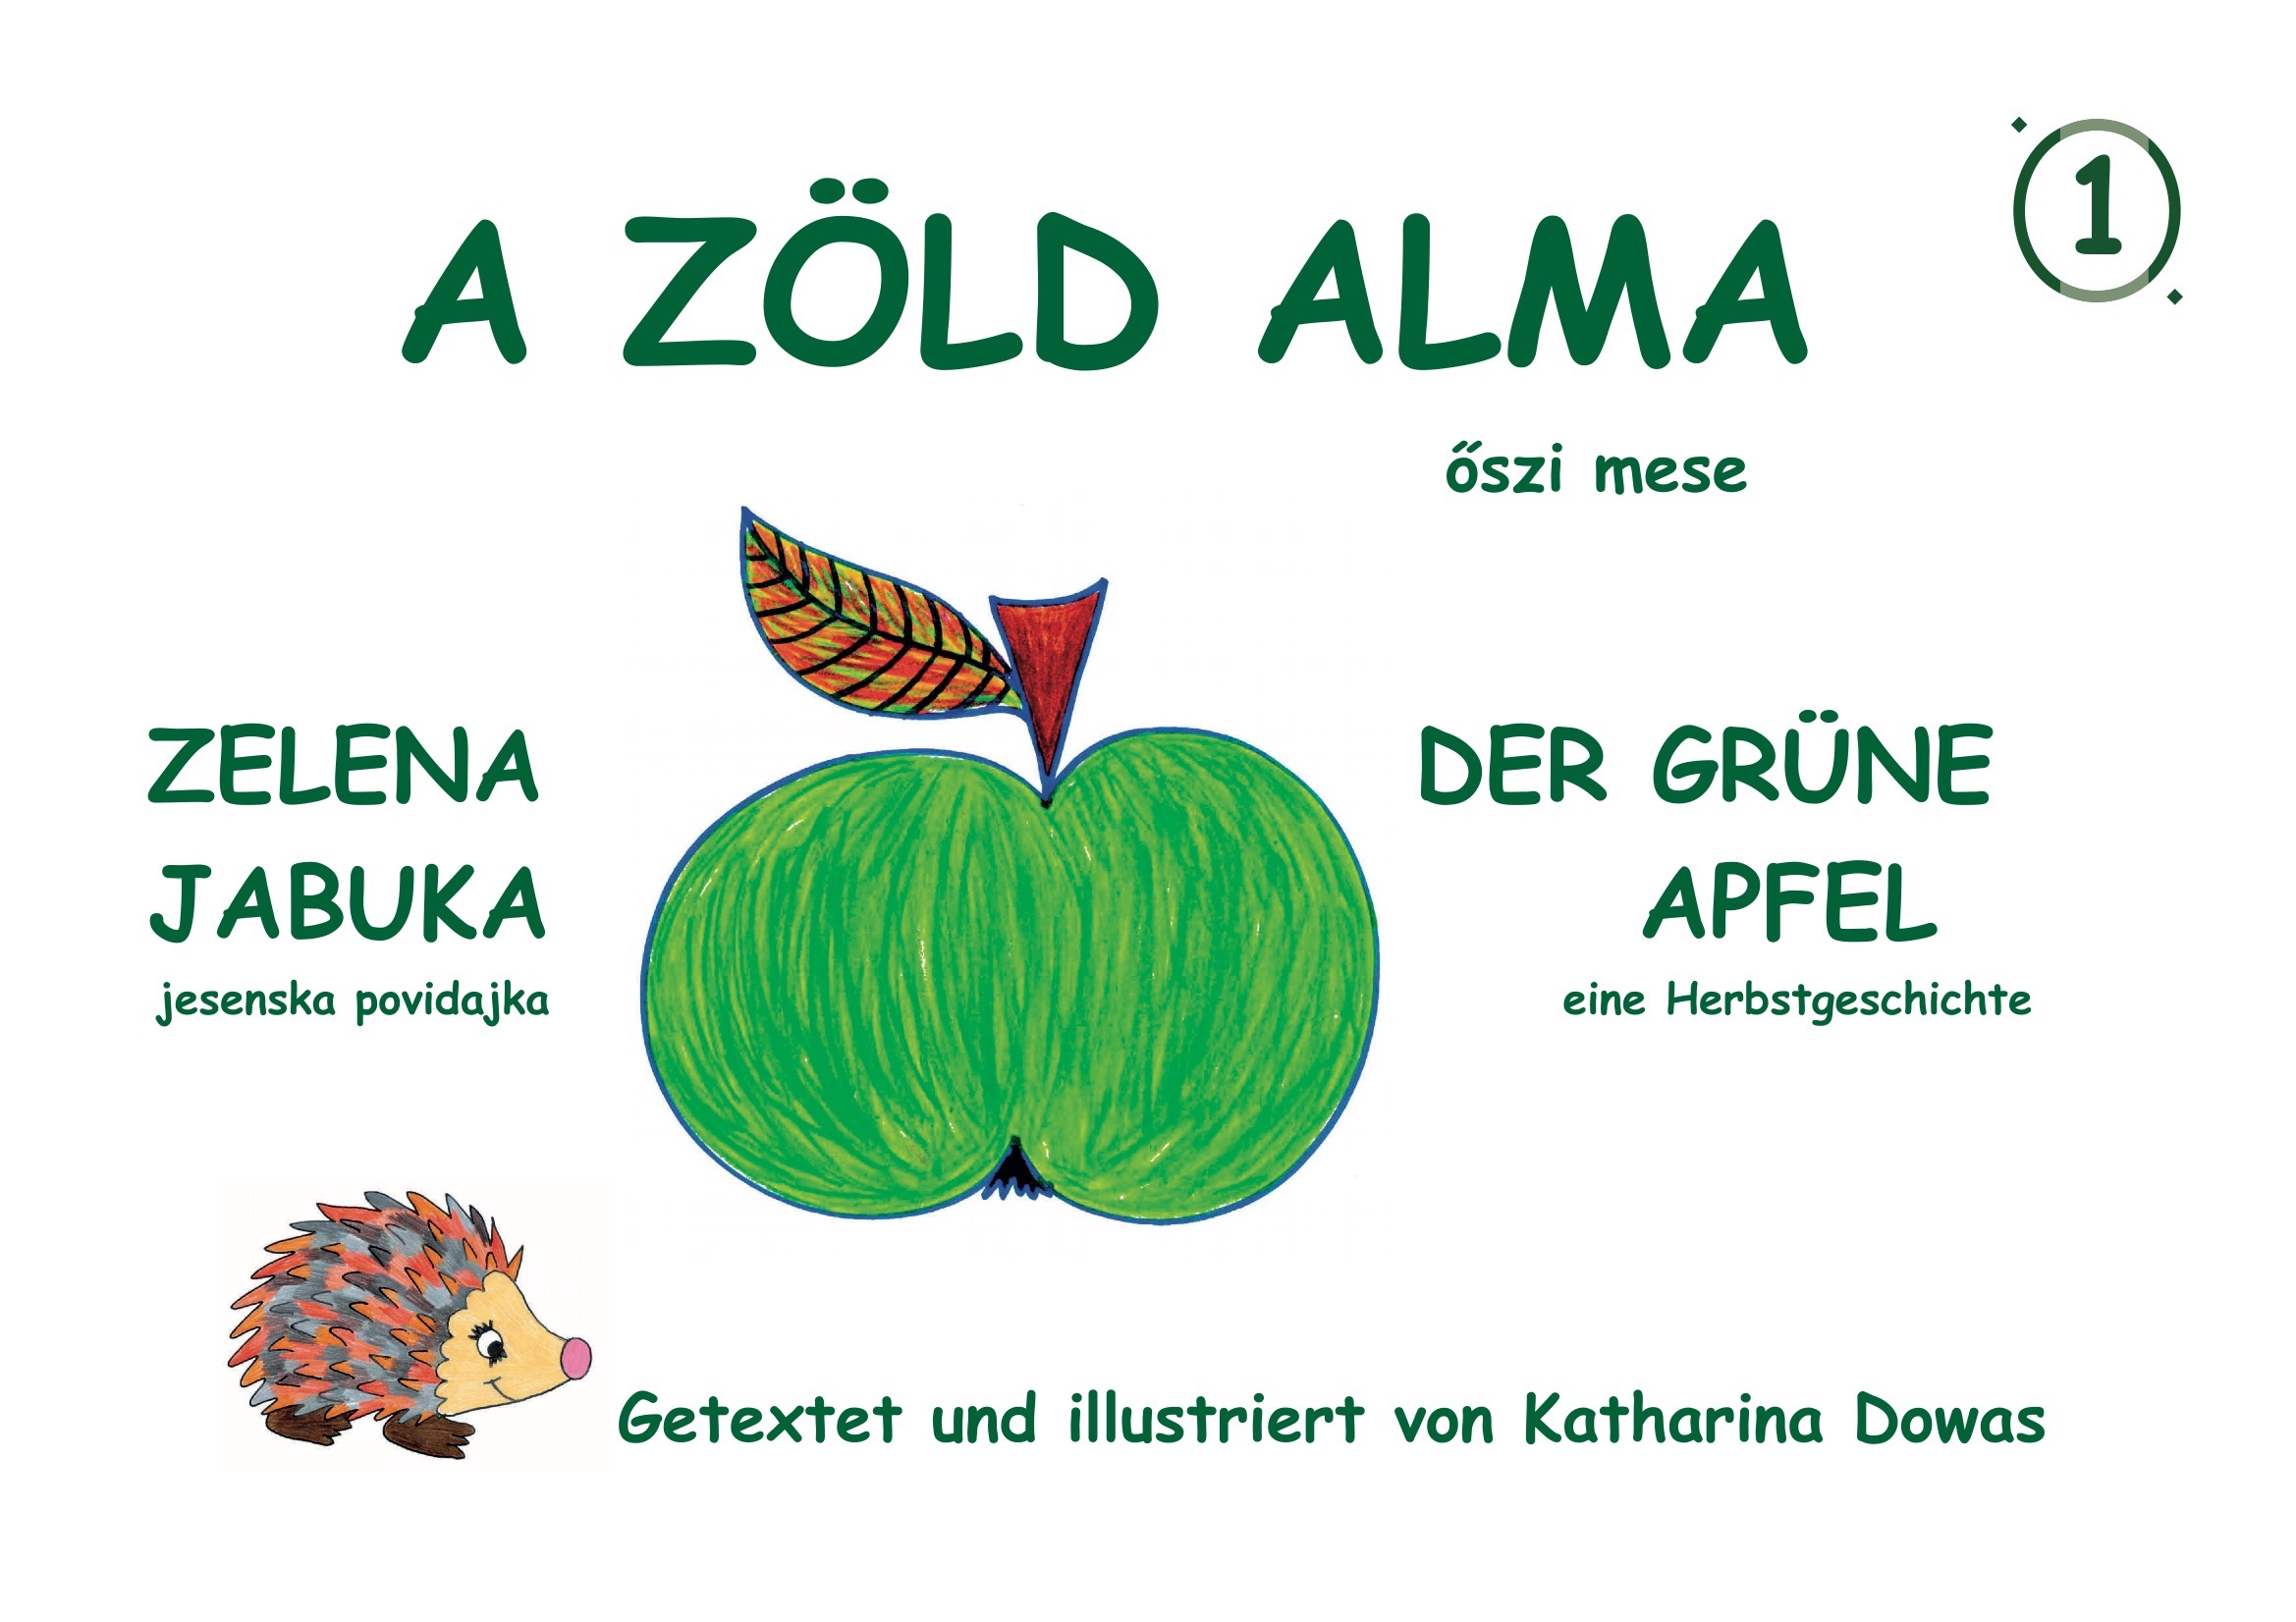 1
A ZÖLD ALMA
őszi mese
ZELENA
JABUKA
jesenska povidajka
DER GRÜNE
APFEL
eine Herbstgeschichte
Getextet und illustriert von Katharina Dowas